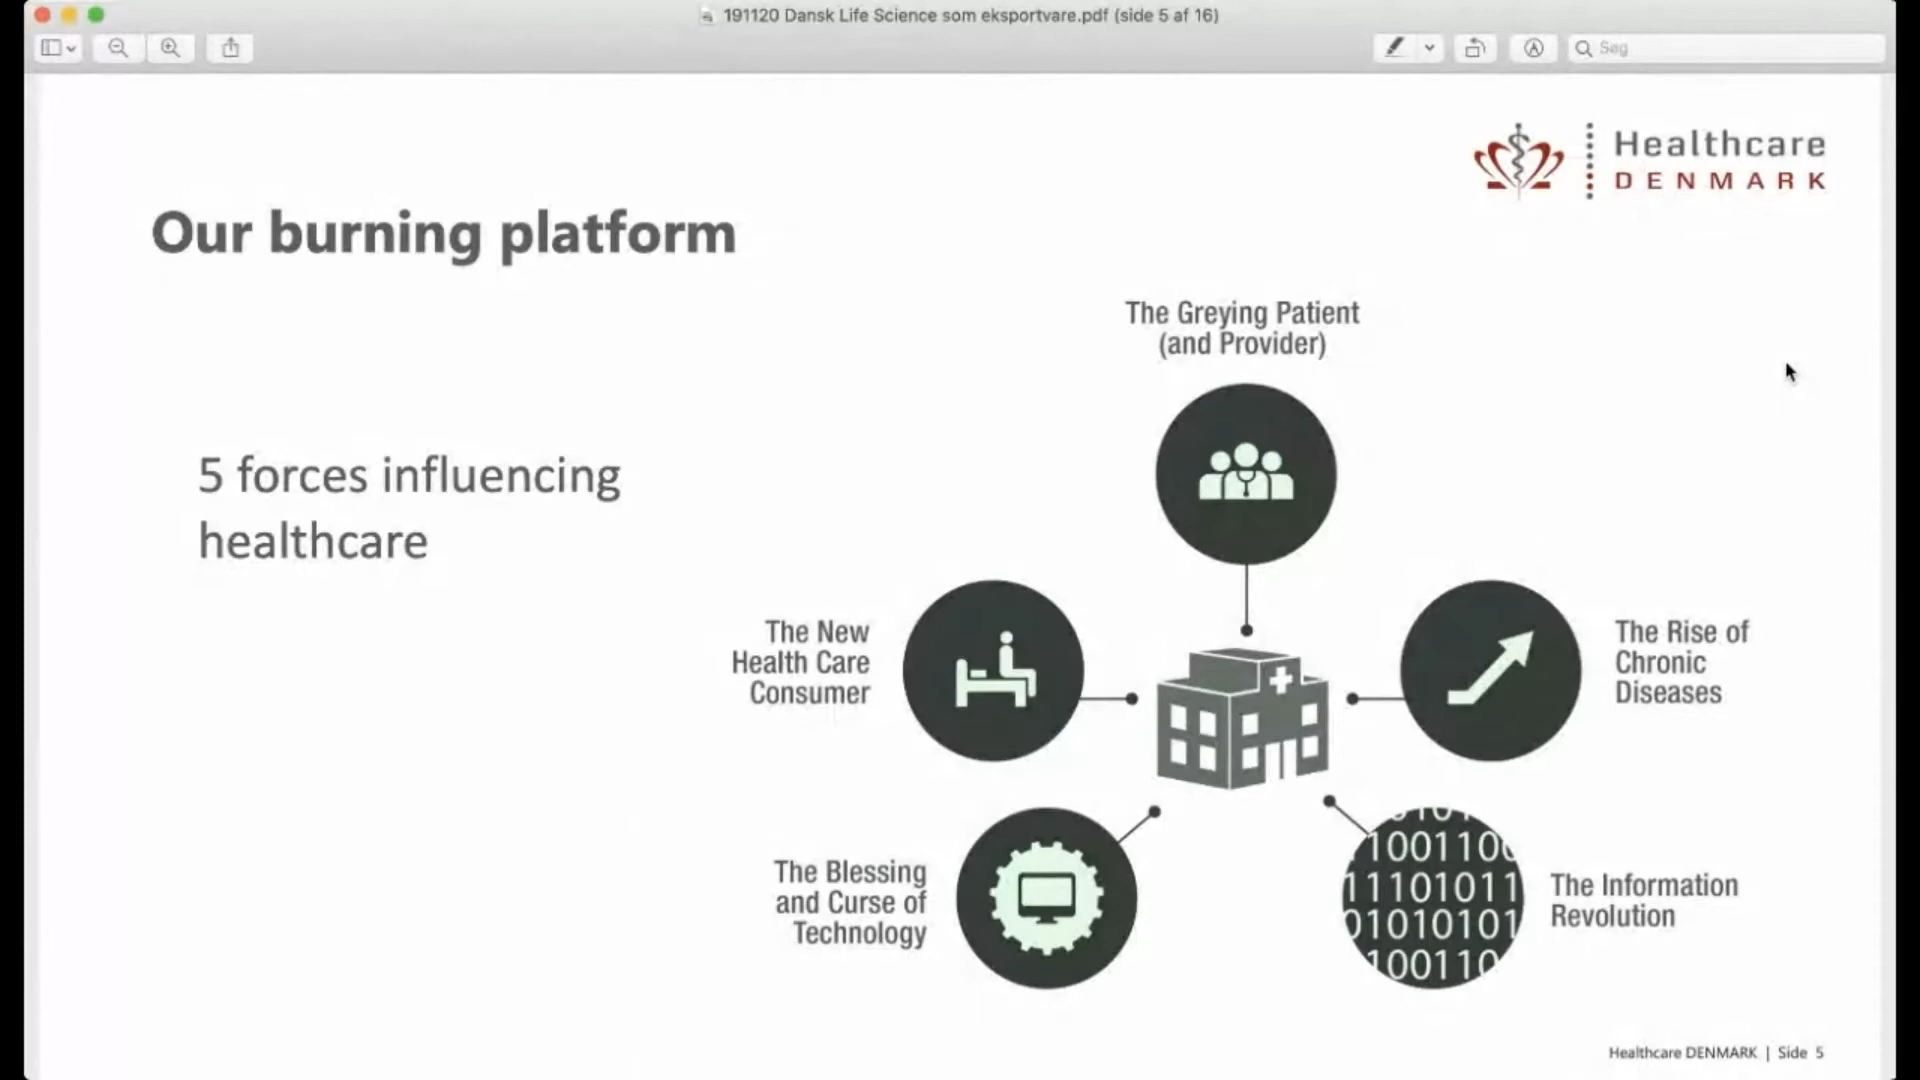 191120 Dansk Life Science som eksportvare.pdf (side 5 af 16)
Søg
Healthcare
DENMARK
Our burning platform
5 forces influencing
healthcare
The Greying Patient
(and Provider)
The New
Health Care
Consumer
The Rise of
Chronic
Diseases
The Blessing
and Curse of
Technology
1001100
11101011
01010101
100110
The Information
Revolution
Healthcare DENMARK | Side 5